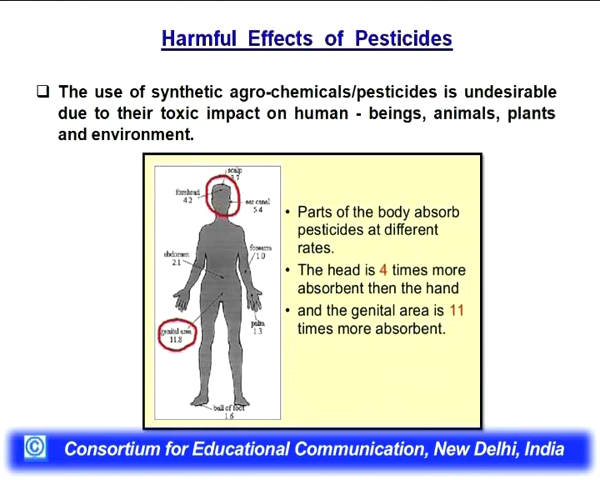 Harmful Effects of Pesticides
❑ The use of synthetic agro-chemicals/pesticides is undesirable
due to their toxic impact on human - beings, animals, plants
and environment.
scalp
3.7
forehead
4.2
ear canal
5.4
forearm
1.0
abdomen
2.1
genital area
11.8
palm
1.3
ball of foot
1.6
• Parts of the body absorb
pesticides at different
rates.
• The head is 4 times more
absorbent then the hand
• and the genital area is 11
times more absorbent.
© Consortium for Educational Communication, New Delhi, India